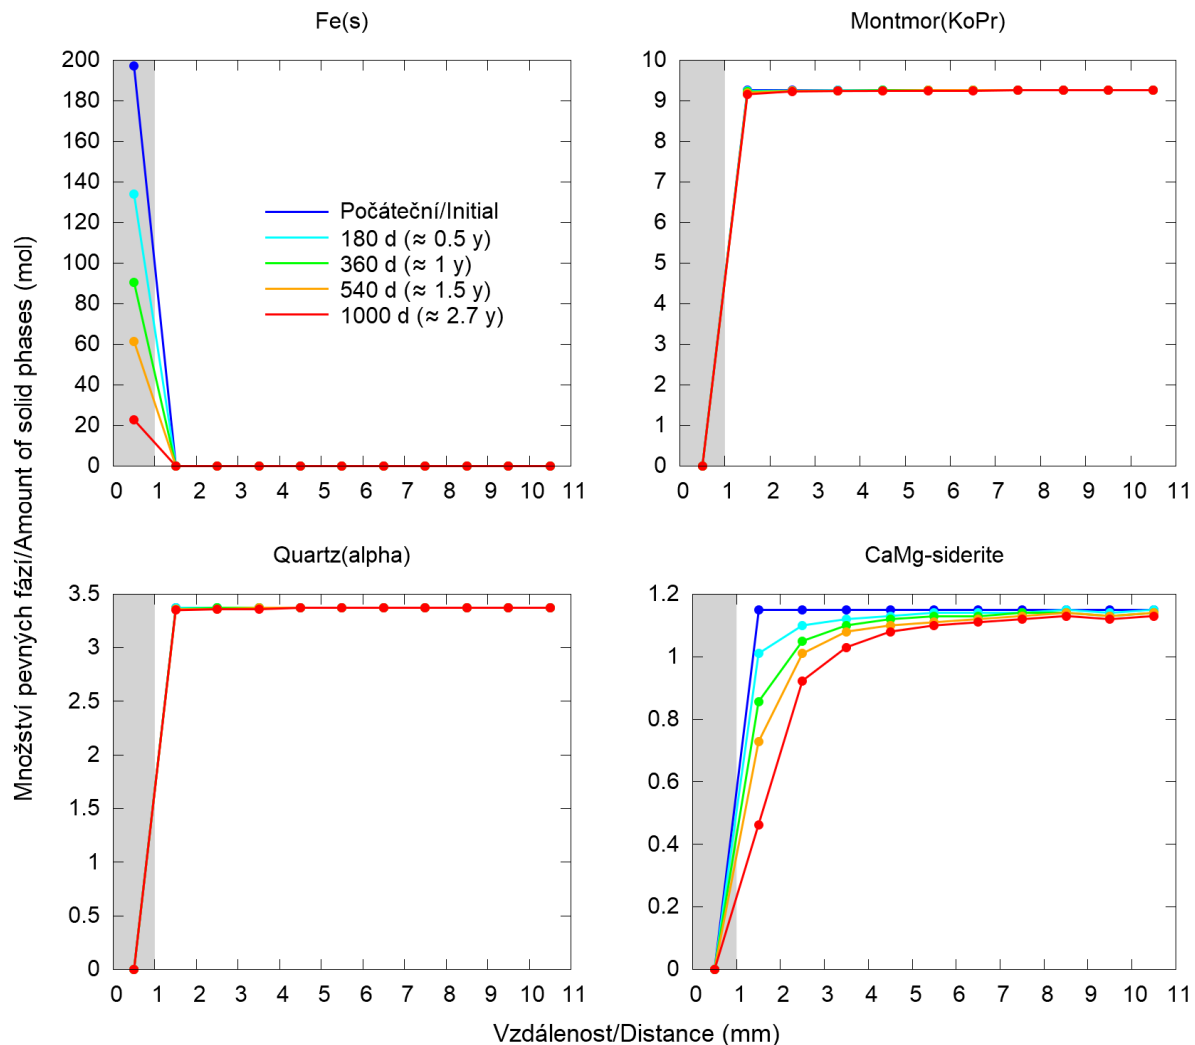 Fe(s)
Montmor(KoPr)
200
180
160
140
120
100
80
60
40
20
0
0 1 2 3 4 5 6 7 8 9 10 11
Počáteční/Initial
180 d (≈ 0.5 y)
360 d (≈ 1 y)
540 d (≈ 1.5 y)
1000 d (≈ 2.7 y)
10
9
8
7
6
5
4
3
2
1
0
0 1 2 3 4 5 6 7 8 9 10 11
Množství pevných fází/Amount of solid phases (mol)
Quartz(alpha)
CaMg-siderite
3.5
3
2.5
2
3
1.5
1
0.5
0
0 1 2 3 4 5 6 7 8 9 10 11
1.2
1
0.8
0.6
0.4
0.2
0
0 1 2 3 4 5 6 7 8 9 10 11
Vzdálenost/Distance (mm)